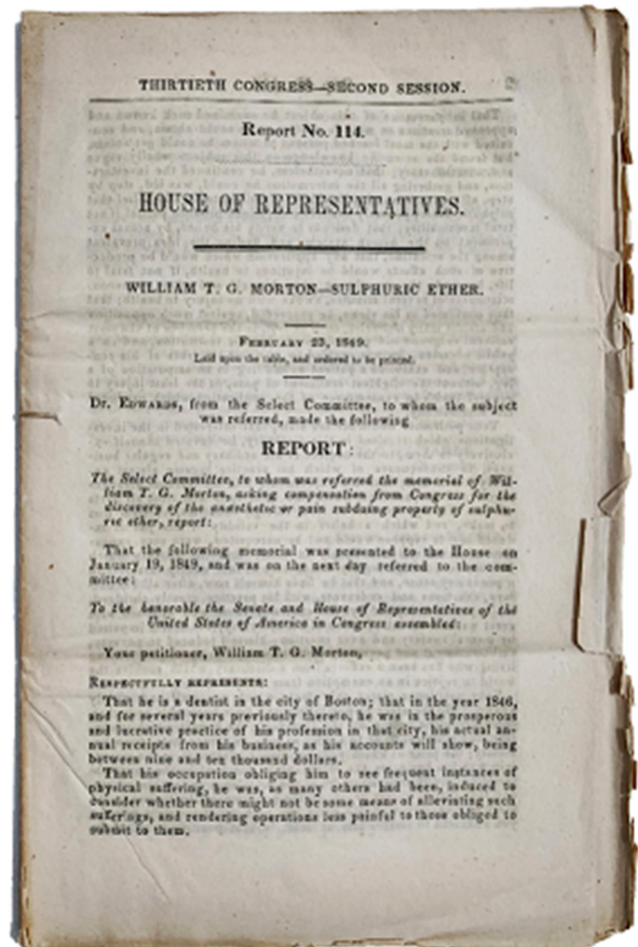 THIRTIETH CONGRESS—SECOND SESSION.
Report No. 114.
HOUSE OF REPRESENTATIVES.
WILLIAM T. G. MORTON—SULPHURIC ETHER.
FEBRUARY 23, 1849.
Laid upon the table, and ordered to be printed.
Dr. EDWARDS, from the Select Committee, to whom the subject
was referred, made the following
REPORT:
The Select Committee, to whom was referred the memorial of Wil-
liam T. G. Morton, asking compensation from Congress for the
discovery of the anæsthetic or pain subduing property of sulphu-
ric ether, report:
That the following memorial was presented to the House on
January 19, 1849, and was on the next day referred to the com-
mittee:
To the honorable the Senate and House of Representatives of the
United States of America in Congress assembled:
Your petitioner, William T. G. Morton,
RESPECTFULLY REPRESENTS:
That he is a dentist in the city of Boston; that in the year 1846,
and for several years previously thereto, he was in the prosperous
and lucrative practice of his profession in that city, his actual an-
nual receipts from his business, as his accounts will show, being
between nine and ten thousand dollars.
That his occupation obliging him to see frequent instances of
physical suffering, he was, as many others had been, induced to
consider whether there might not be some means of alleviating such
sufferings, and rendering operations less painful to those obliged to
submit to them.